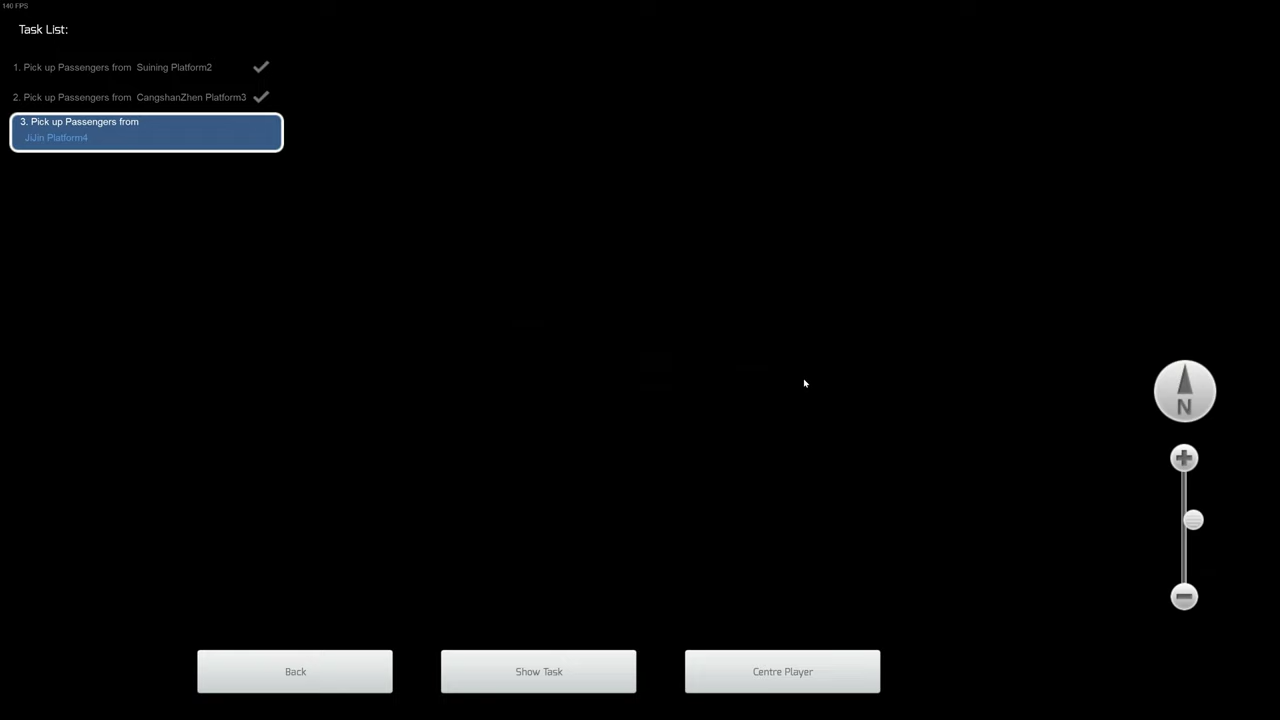 140 FPS
Task List:
1. Pick up Passengers from Suining Platform2
2. Pick up Passengers from CangshanZhen Platform3
3. Pick up Passengers from
JiJin Platform4
N
Back
Show Task
Centre Player